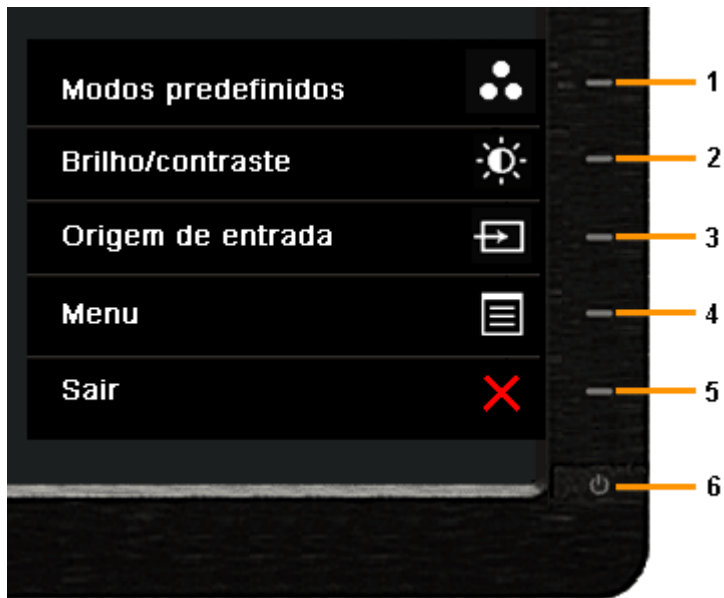 Modos predefinidos 1
Brilho/contraste 2
Origem de entrada 3
Menu 4
Sair 5
6